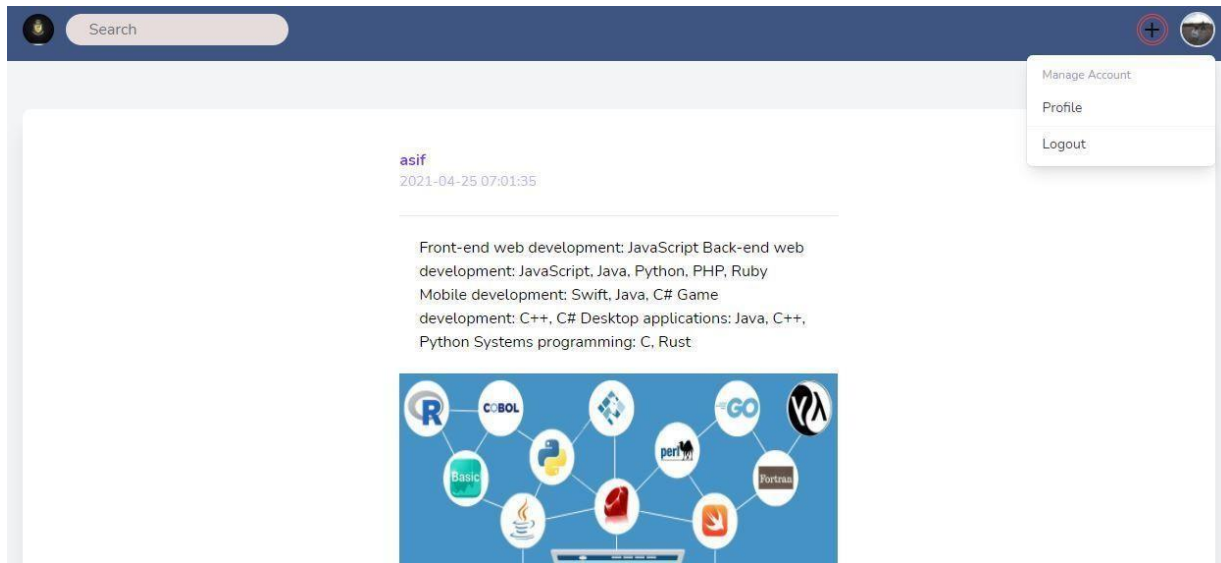 Search
Manage Account
Profile
Logout
asif
2021-04-25 07:01:35
Front-end web development: JavaScript Back-end web
development: JavaScript, Java, Python, PHP, Ruby
Mobile development: Swift, Java, C# Game
development: C++, C# Desktop applications: Java, C++,
Python Systems programming: C, Rust
R
COBOL
GO
perl
Basic
Fortran